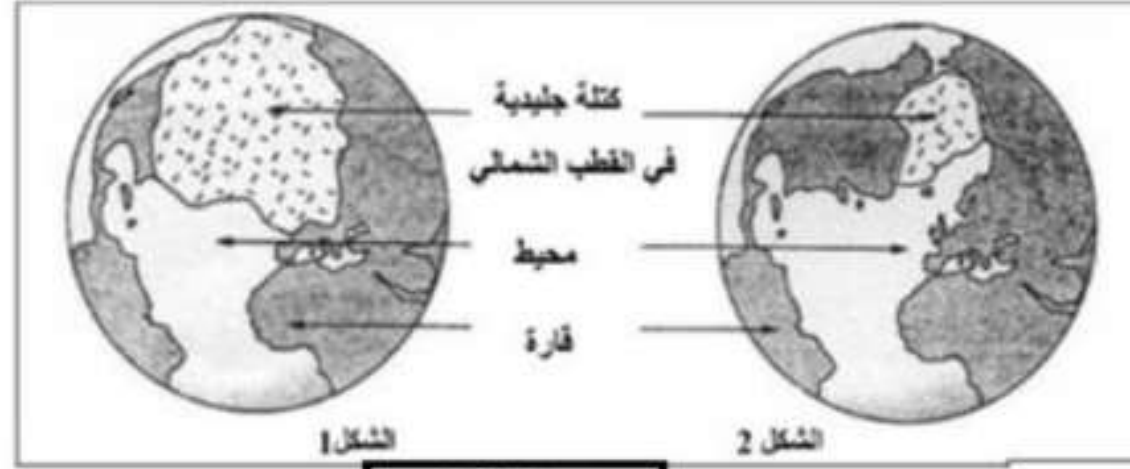 كتلة جليدية
في القطب الشمالي
محيط
قارة
الشكل1
الشكل 2